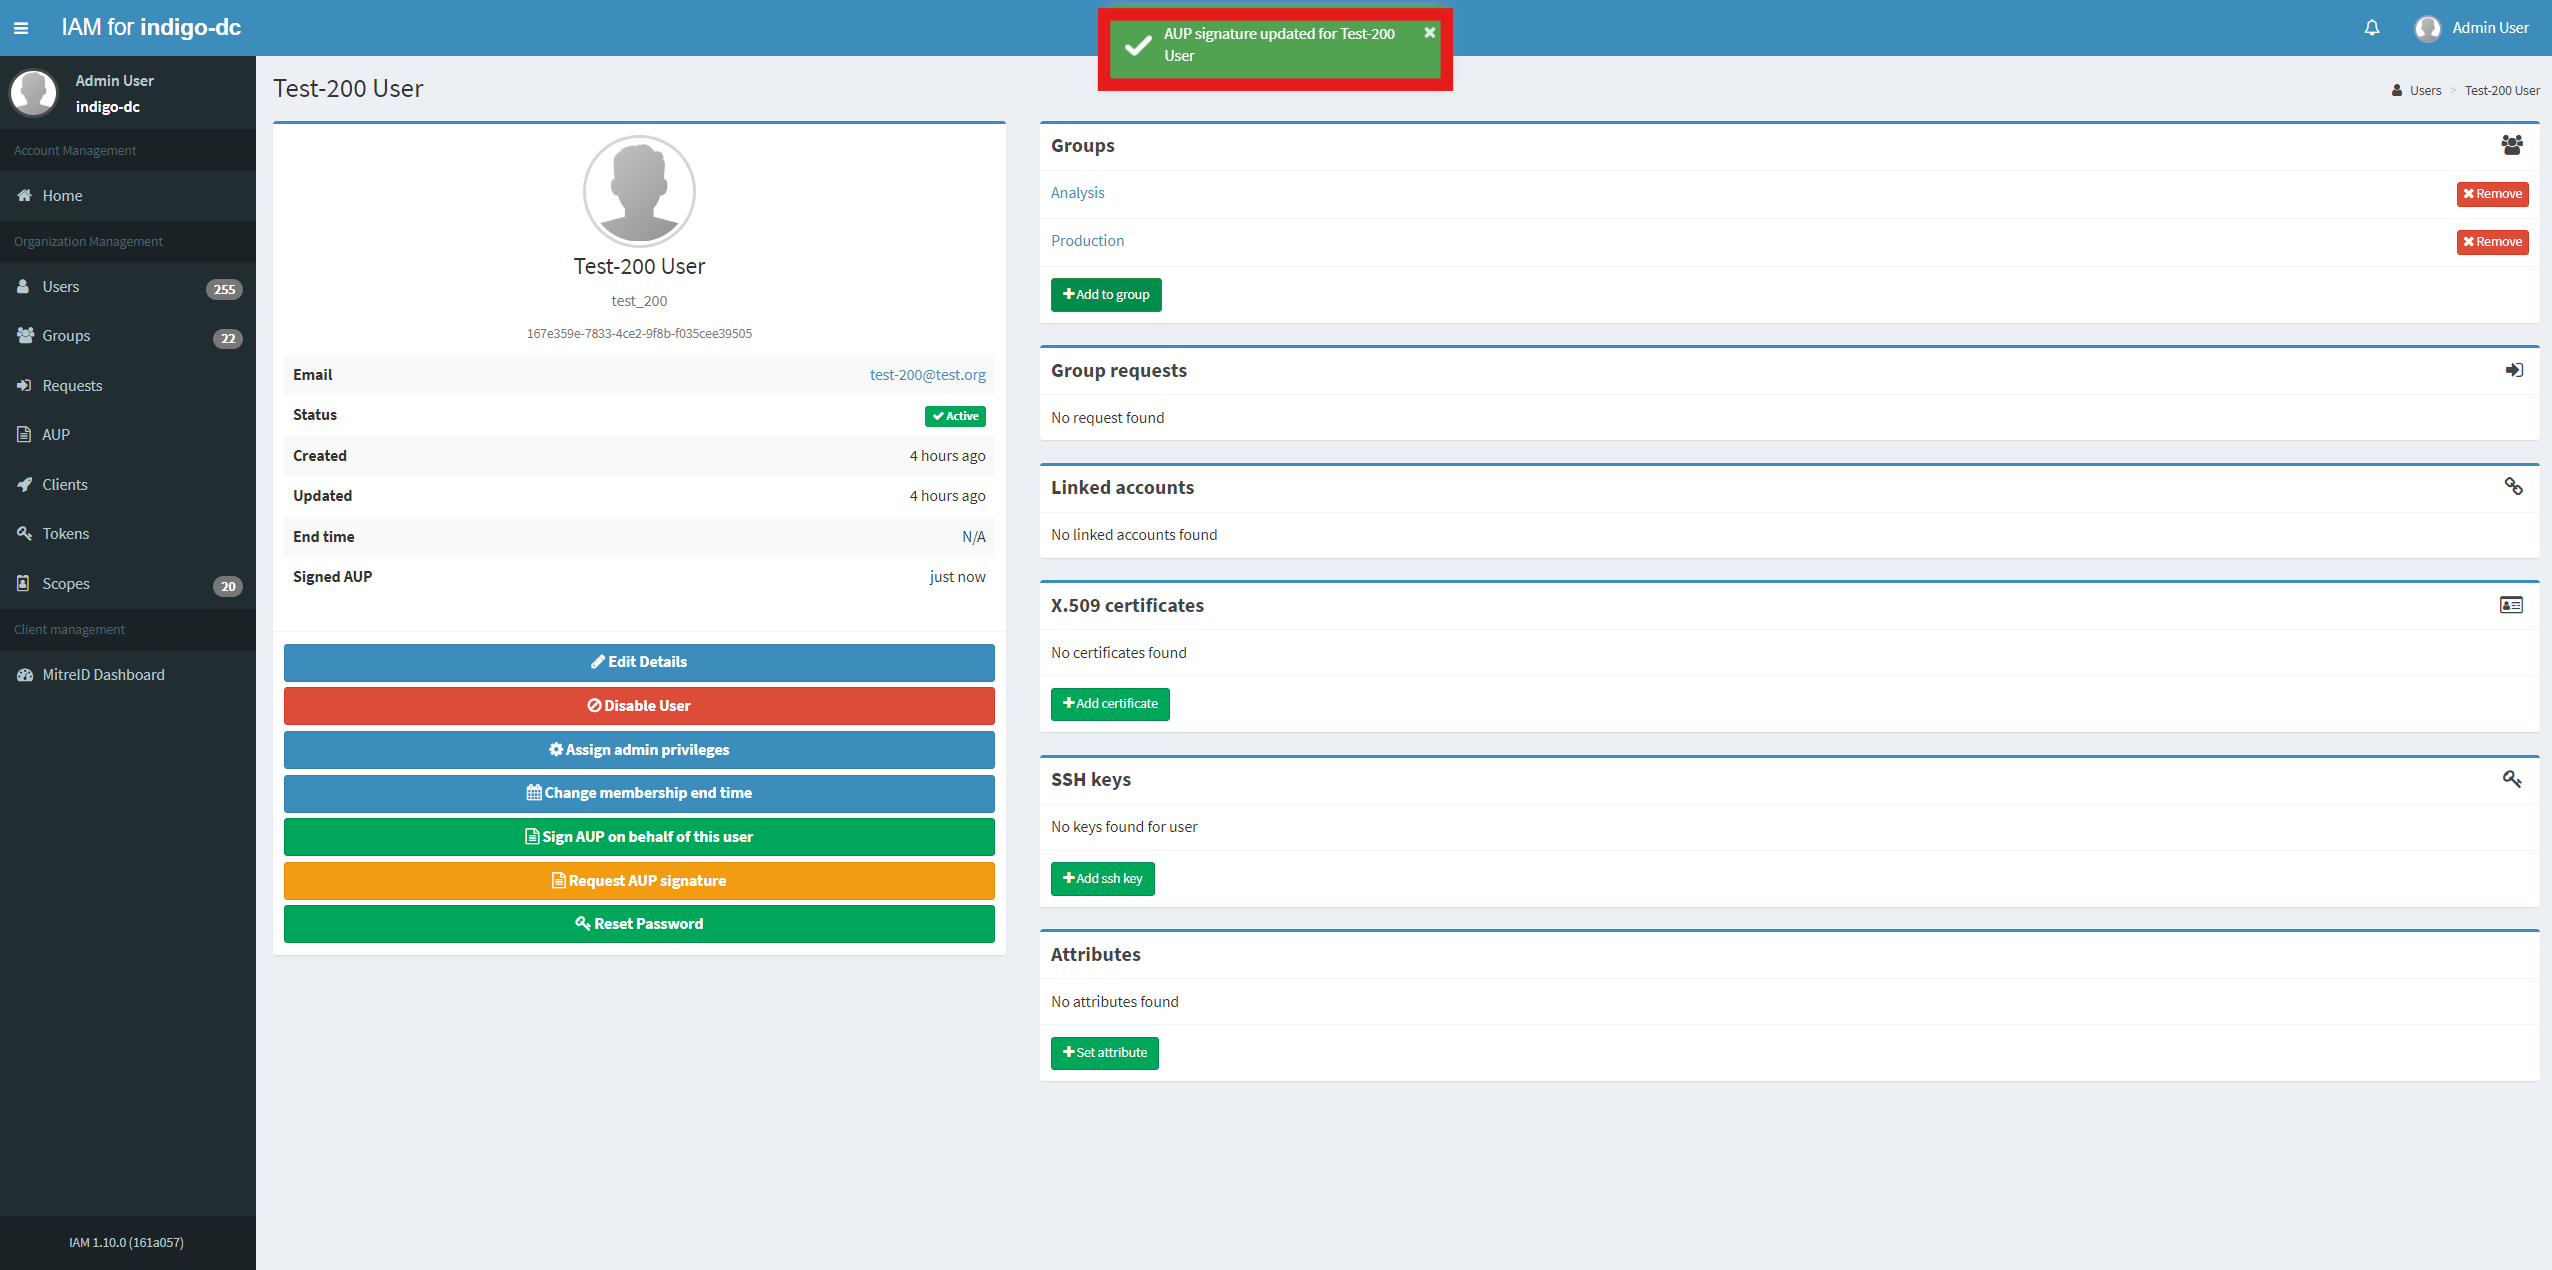 IAM for indigo-dc
AUP signature updated for Test-200
User
Admin User
Admin User
indigo-dc
Account Management
Home
Organization Management
Users 255
Groups 22
Requests
AUP
Clients
Tokens
Scopes 20
Client management
MitreID Dashboard
IAM 1.10.0 (161a057)
Test-200 User
Users > Test-200 User
Test-200 User
test_200
167e359e-7833-4ce2-9f8b-f035cee39505
Email test-200@test.org
Status Active
Created 4 hours ago
Updated 4 hours ago
End time N/A
Signed AUP just now
Edit Details
Disable User
Assign admin privileges
Change membership end time
Sign AUP on behalf of this user
Request AUP signature
Reset Password
Groups
Analysis Remove
Production Remove
Add to group
Group requests
No request found
Linked accounts
No linked accounts found
X.509 certificates
No certificates found
Add certificate
SSH keys
No keys found for user
Add ssh key
Attributes
No attributes found
Set attribute